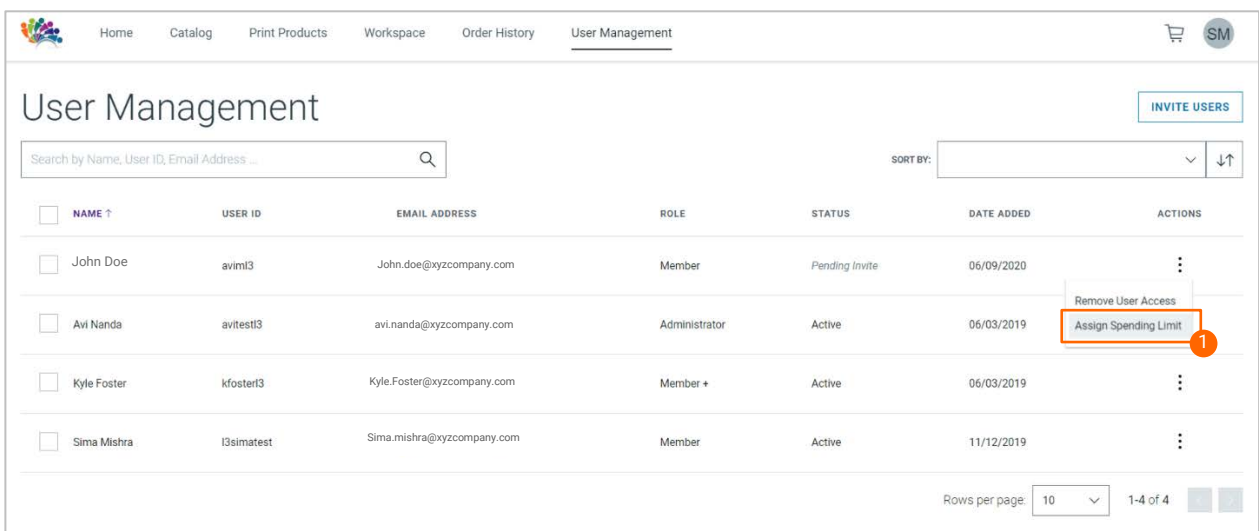 Home Catalog Print Products Workspace Order History User Management SM
User Management
INVITE USERS
Search by Name, User ID, Email Address ...
SORT BY:
NAME ↑ USER ID EMAIL ADDRESS ROLE STATUS DATE ADDED ACTIONS
John Doe aviml3 John.doe@xyzcompany.com Member Pending Invite 06/09/2020
Remove User Access
Avi Nanda avitestl3 avi.nanda@xyzcompany.com Administrator Active 06/03/2019 Assign Spending Limit
1
Kyle Foster kfosterl3 Kyle.Foster@xyzcompany.com Member + Active 06/03/2019
Sima Mishra l3simatest Sima.mishra@xyzcompany.com Member Active 11/12/2019
Rows per page: 10 1-4 of 4